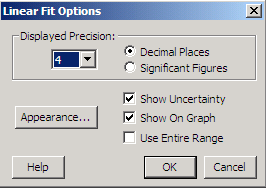 Linear Fit Options
Displayed Precision:
4
Decimal Places
Significant Figures
Appearance...
Show Uncertainty
Show On Graph
Use Entire Range
Help
OK
Cancel